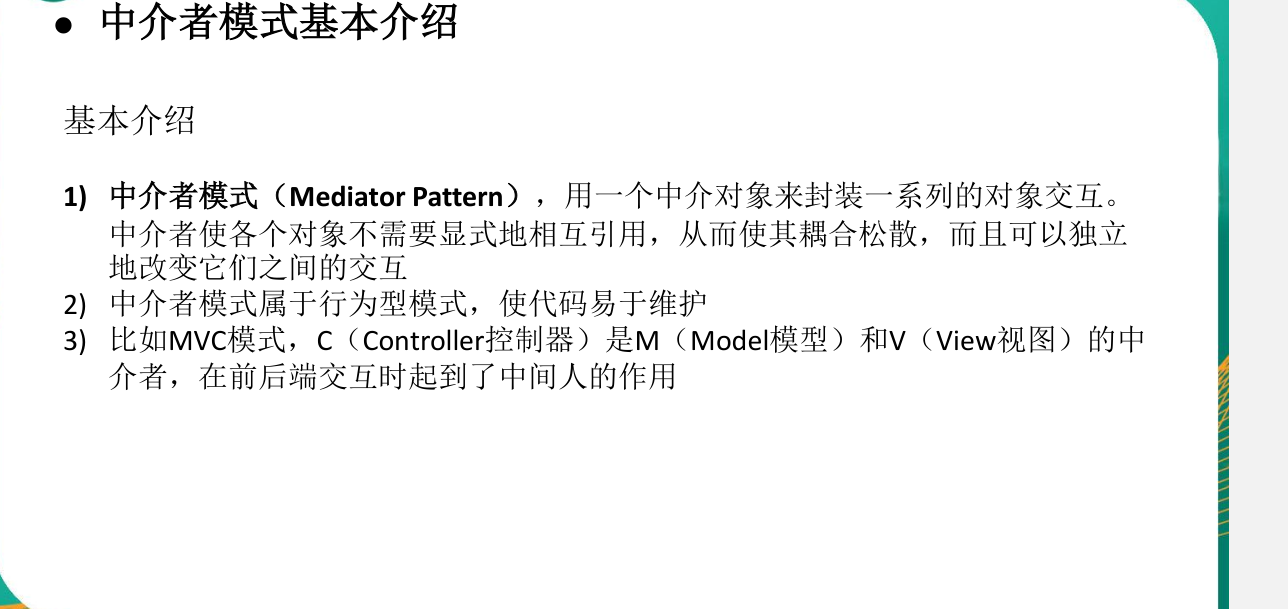 ● 中介者模式基本介绍
基本介绍
1) 中介者模式（Mediator Pattern），用一个中介对象来封装一系列的对象交互。
中介者使各个对象不需要显式地相互引用，从而使其耦合松散，而且可以独立
地改变它们之间的交互
2) 中介者模式属于行为型模式，使代码易于维护
3) 比如MVC模式，C（Controller控制器）是M（Model模型）和V（View视图）的中
介者，在前后端交互时起到了中间人的作用